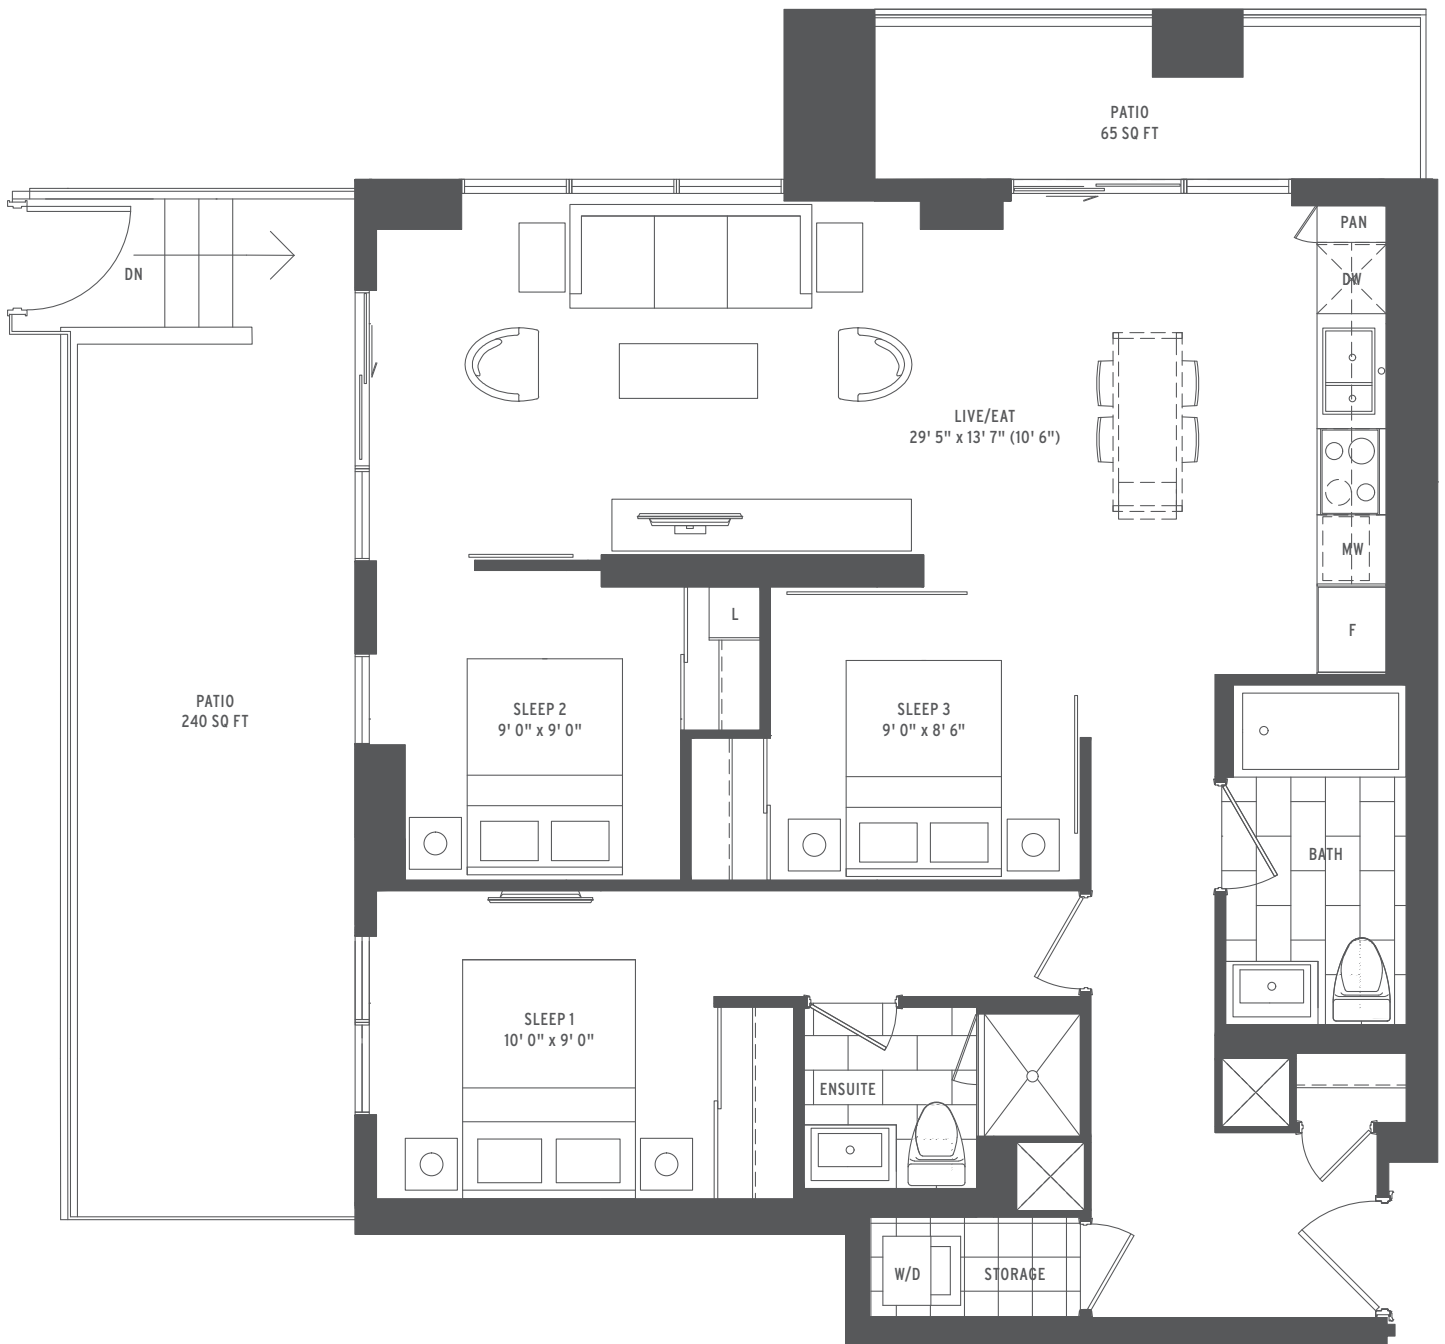 PATIO
65 SQ FT
PAN
DN
DW
LIVE/EAT
29' 5" x 13' 7" (10' 6")
MW
L
F
PATIO
240 SQ FT
SLEEP 2
9' 0" x 9' 0"
SLEEP 3
9' 0" x 8' 6"
BATH
SLEEP 1
10' 0" x 9' 0"
ENSUITE
W/D
STORAGE